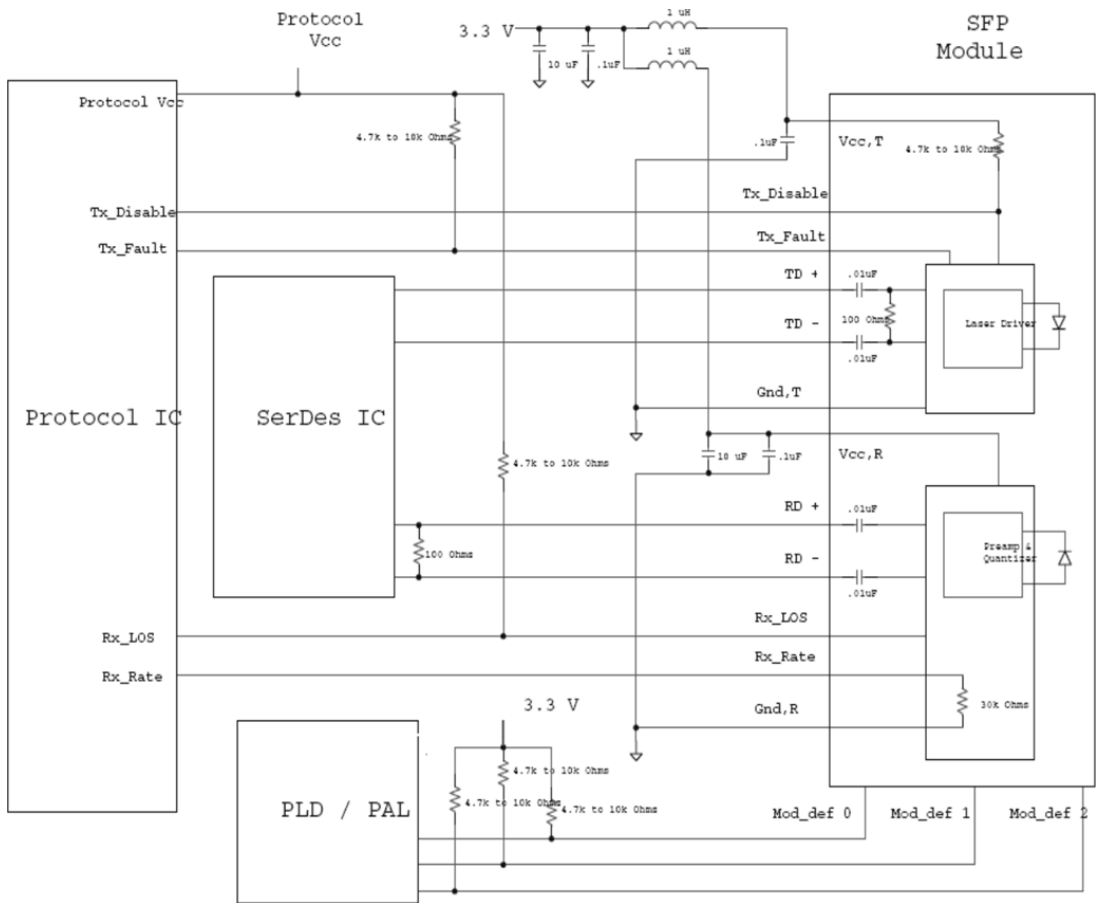 Protocol
Vcc
3.3 V
1 uH
SFP
Module
10 uF
.1uF
1 uH
Protocol Vcc
4.7k to 10k Ohms
.1uF
Vcc,T
4.7k to 10k Ohms
Tx_Disable
Tx_Disable
Tx_Fault
Tx_Fault
TD +
.01uF
TD -
100 Ohms
Laser Driver
.01uF
Gnd,T
Protocol IC
SerDes IC
4.7k to 10k Ohms
10 uF
.1uF
Vcc,R
RD +
.01uF
100 Ohms
RD -
Preamp &
Quantizer
.01uF
Rx_LOS
Rx_LOS
Rx_Rate
Rx_Rate
3.3 V
Gnd,R
30k Ohms
4.7k to 10k Ohms
4.7k to 10k Ohms
4.7k to 10k Ohms
PLD / PAL
Mod_def 0
Mod_def 1
Mod_def 2